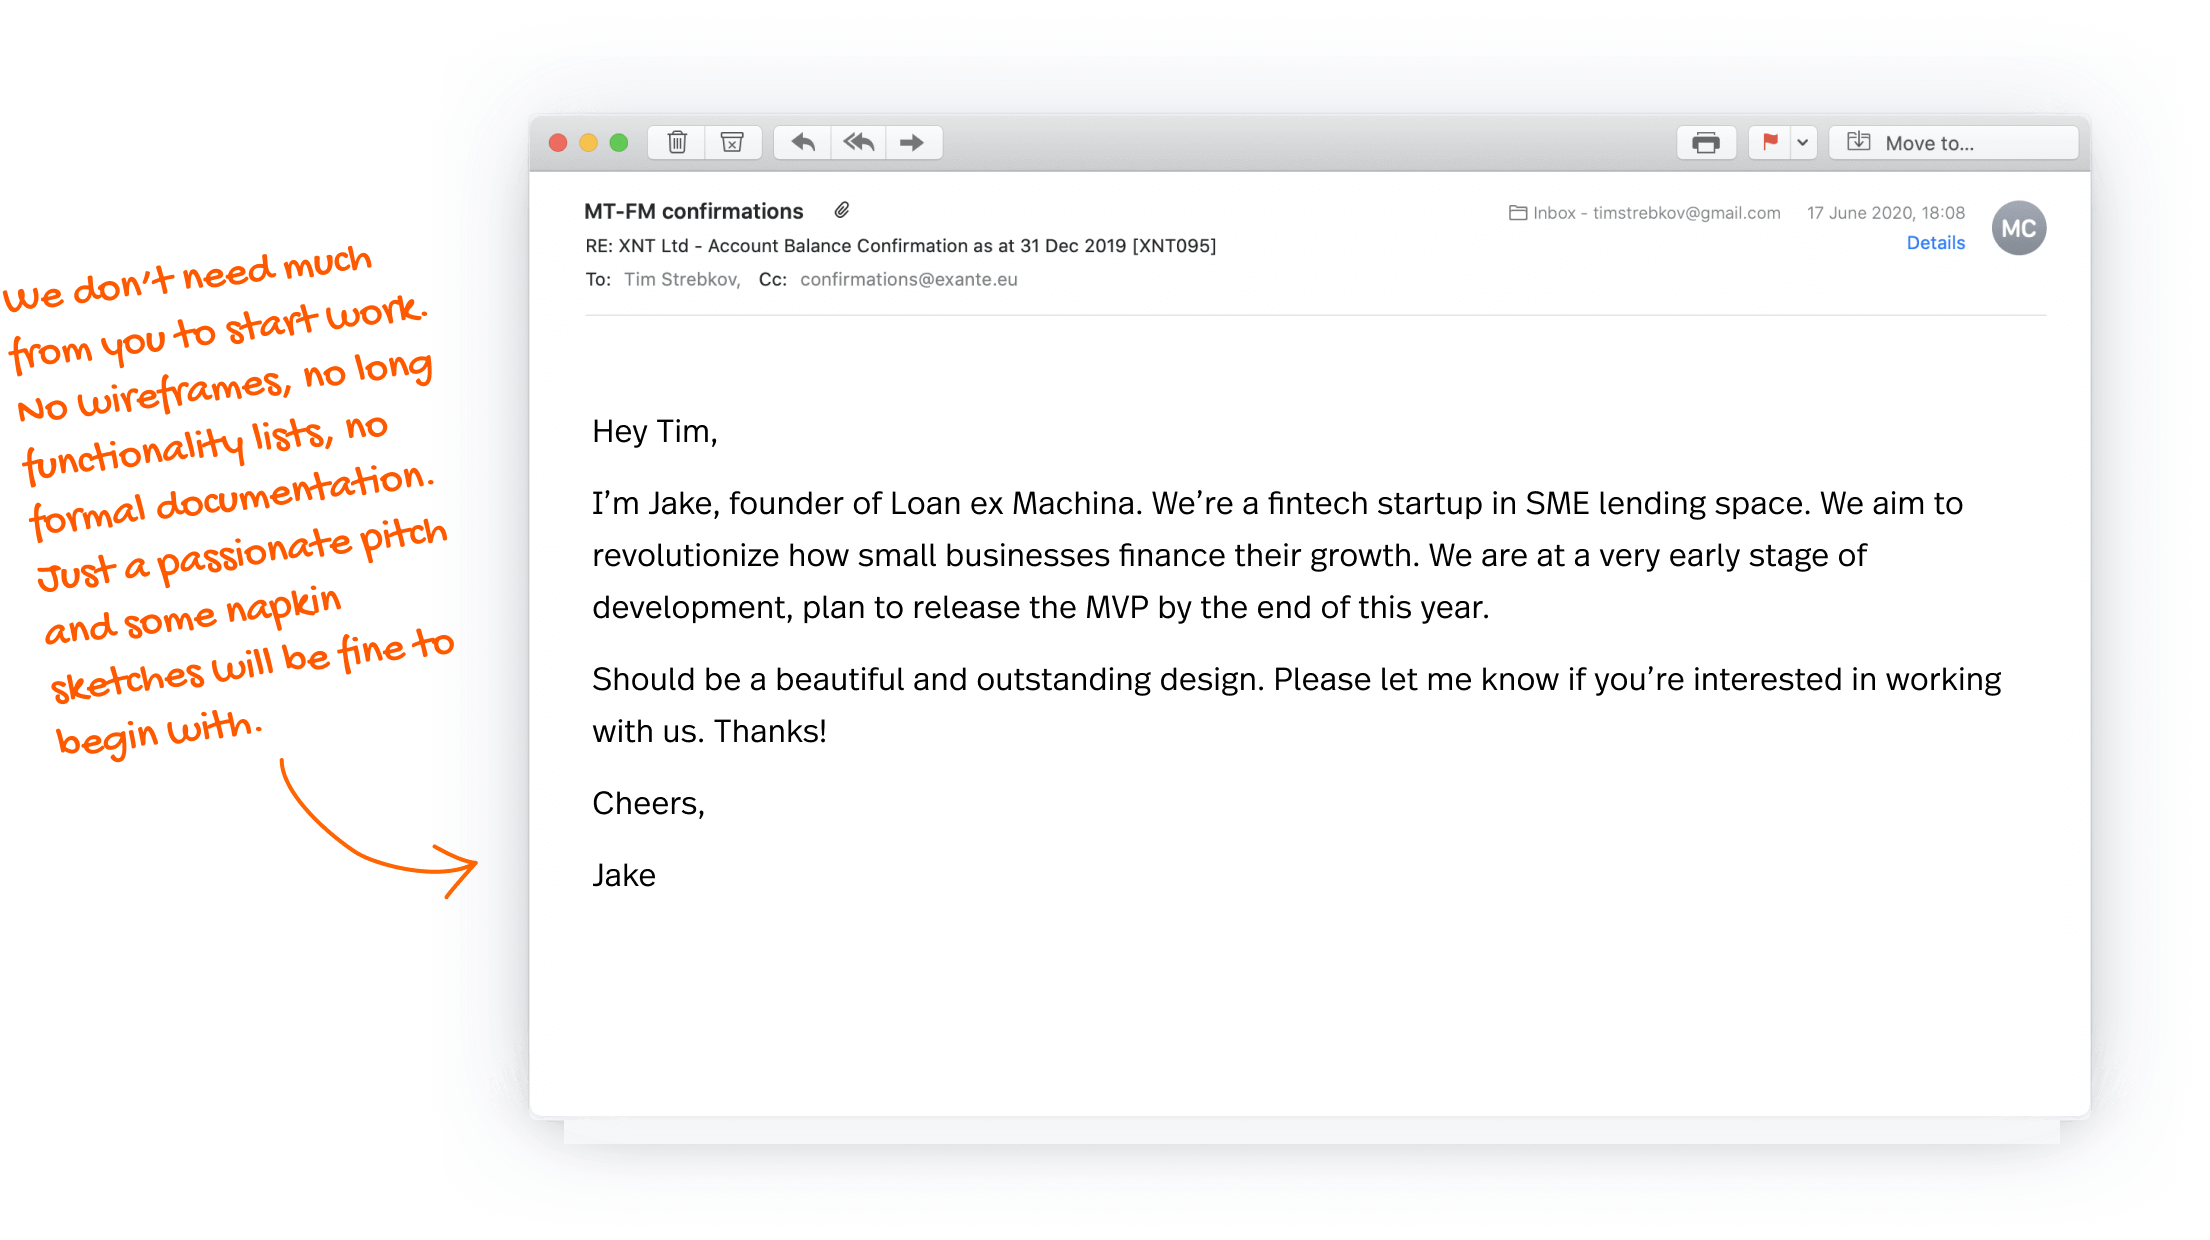 We don't need much
from you to start work.
No wireframes, no long
functionality lists, no
formal documentation.
Just a passionate pitch
and some napkin
sketches will be fine to
begin with.
Move to...
MT-FM confirmations
Inbox - timstrebkov@gmail.com 17 June 2020, 18:08
MC
Details
RE: XNT Ltd - Account Balance Confirmation as at 31 Dec 2019 [XNT095]
To: Tim Strebkov, Cc: confirmations@exante.eu
Hey Tim,
I’m Jake, founder of Loan ex Machina. We’re a fintech startup in SME lending space. We aim to
revolutionize how small businesses finance their growth. We are at a very early stage of
development, plan to release the MVP by the end of this year.
Should be a beautiful and outstanding design. Please let me know if you’re interested in working
with us. Thanks!
Cheers,
Jake